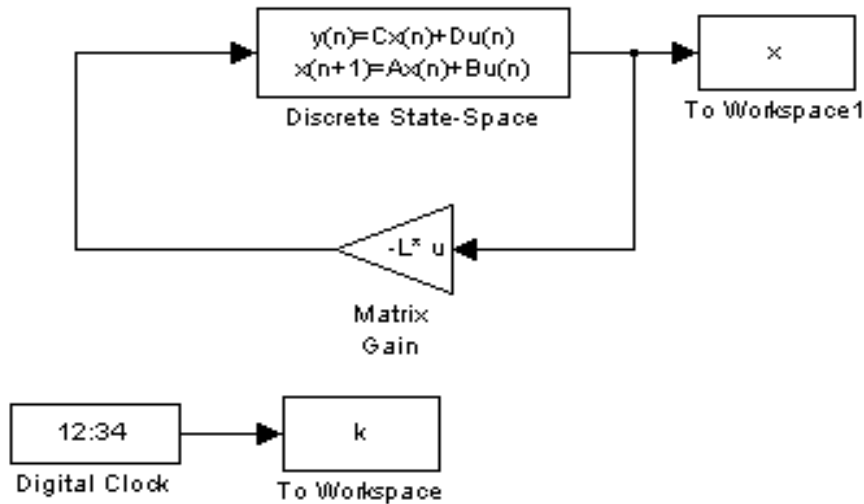 y(n)=Cx(n)+Du(n)
x(n+1)=Ax(n)+Bu(n)
Discrete State-Space
x
To Workspace1
-L* u
Matrix
Gain
12:34
Digital Clock
k
To Workspace